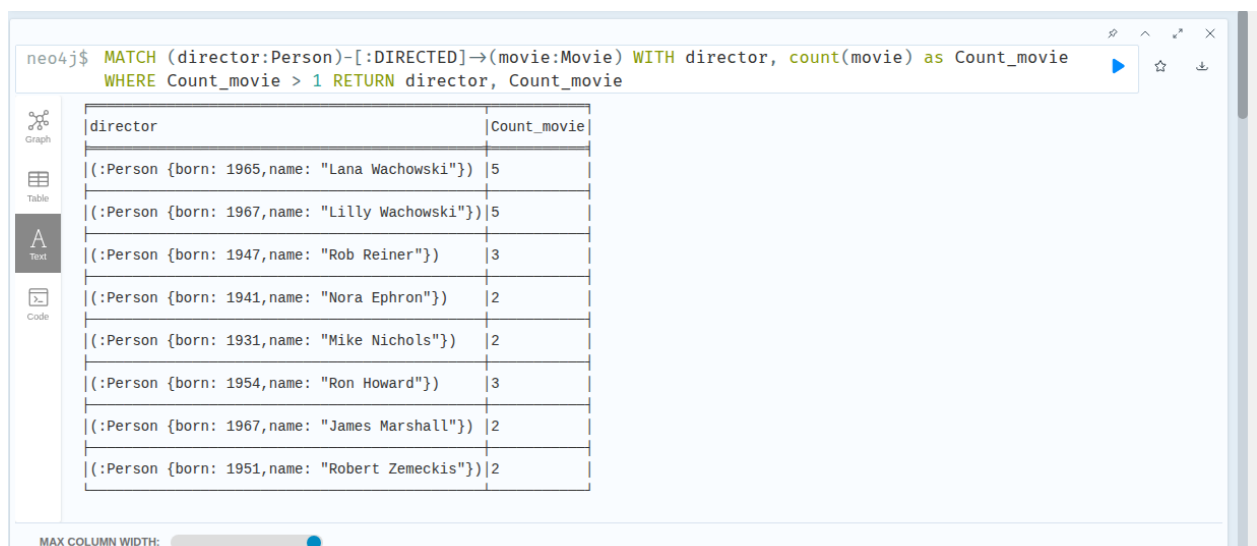 neo4j$ MATCH (director:Person)-[:DIRECTED]→(movie:Movie) WITH director, count(movie) as Count_movie
WHERE Count_movie > 1 RETURN director, Count_movie
Graph
Table
A
Text
Code
|director |Count_movie|
|(:Person {born: 1965,name: "Lana Wachowski"}) |5 |
|(:Person {born: 1967,name: "Lilly Wachowski"})|5 |
|(:Person {born: 1947,name: "Rob Reiner"}) |3 |
|(:Person {born: 1941,name: "Nora Ephron"}) |2 |
|(:Person {born: 1931,name: "Mike Nichols"}) |2 |
|(:Person {born: 1954,name: "Ron Howard"}) |3 |
|(:Person {born: 1967,name: "James Marshall"}) |2 |
|(:Person {born: 1951,name: "Robert Zemeckis"})|2 |
MAX COLUMN WIDTH: